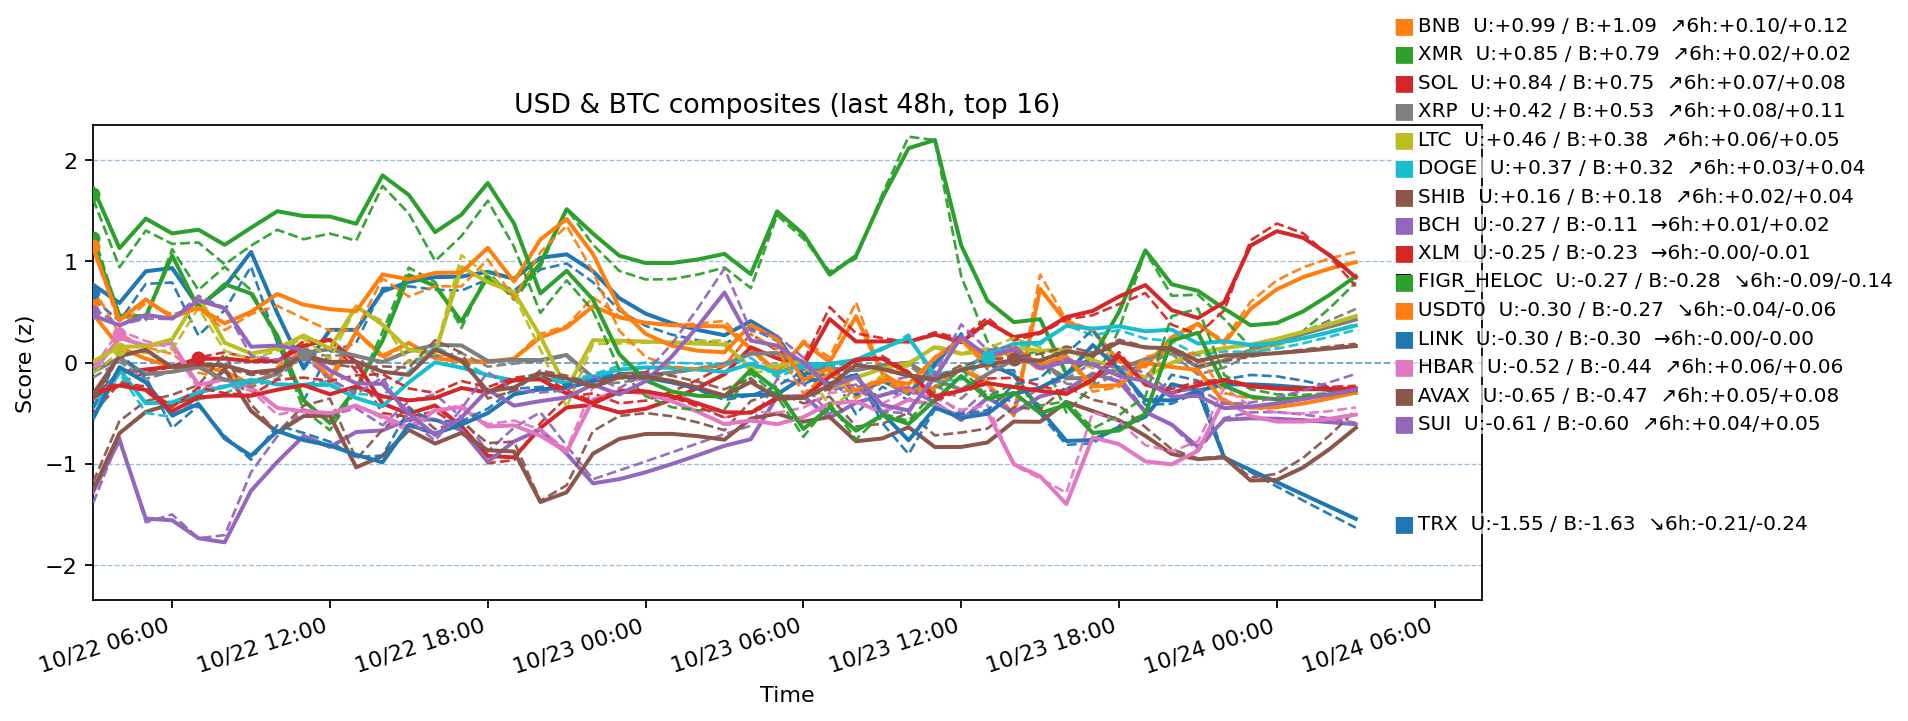 BNB U:+0.99 / B:+1.09 ↗6h:+0.10/+0.12
XMR U:+0.85 / B:+0.79 ↗6h:+0.02/+0.02
SOL U:+0.84 / B:+0.75 ↗6h:+0.07/+0.08
USD & BTC composites (last 48h, top 16)
XRP U:+0.42 / B:+0.53 ↗6h:+0.08/+0.11
LTC U:+0.46 / B:+0.38 ↗6h:+0.06/+0.05
DOGE U:+0.37 / B:+0.32 ↗6h:+0.03/+0.04
SHIB U:+0.16 / B:+0.18 ↗6h:+0.02/+0.04
BCH U:-0.27 / B:-0.11 →6h:+0.01/+0.02
XLM U:-0.25 / B:-0.23 →6h:-0.00/-0.01
FIGR_HELOC U:-0.27 / B:-0.28 ↘6h:-0.09/-0.14
USDT0 U:-0.30 / B:-0.27 ↘6h:-0.04/-0.06
LINK U:-0.30 / B:-0.30 →6h:-0.00/-0.00
HBAR U:-0.52 / B:-0.44 ↗6h:+0.06/+0.06
AVAX U:-0.65 / B:-0.47 ↗6h:+0.05/+0.08
SUI U:-0.61 / B:-0.60 ↗6h:+0.04/+0.05
TRX U:-1.55 / B:-1.63 ↘6h:-0.21/-0.24
Score (z)
2
1
0
−1
−2
10/22 06:00
10/22 12:00
10/22 18:00
10/23 00:00
10/23 06:00
10/23 12:00
10/23 18:00
10/24 00:00
10/24 06:00
Time